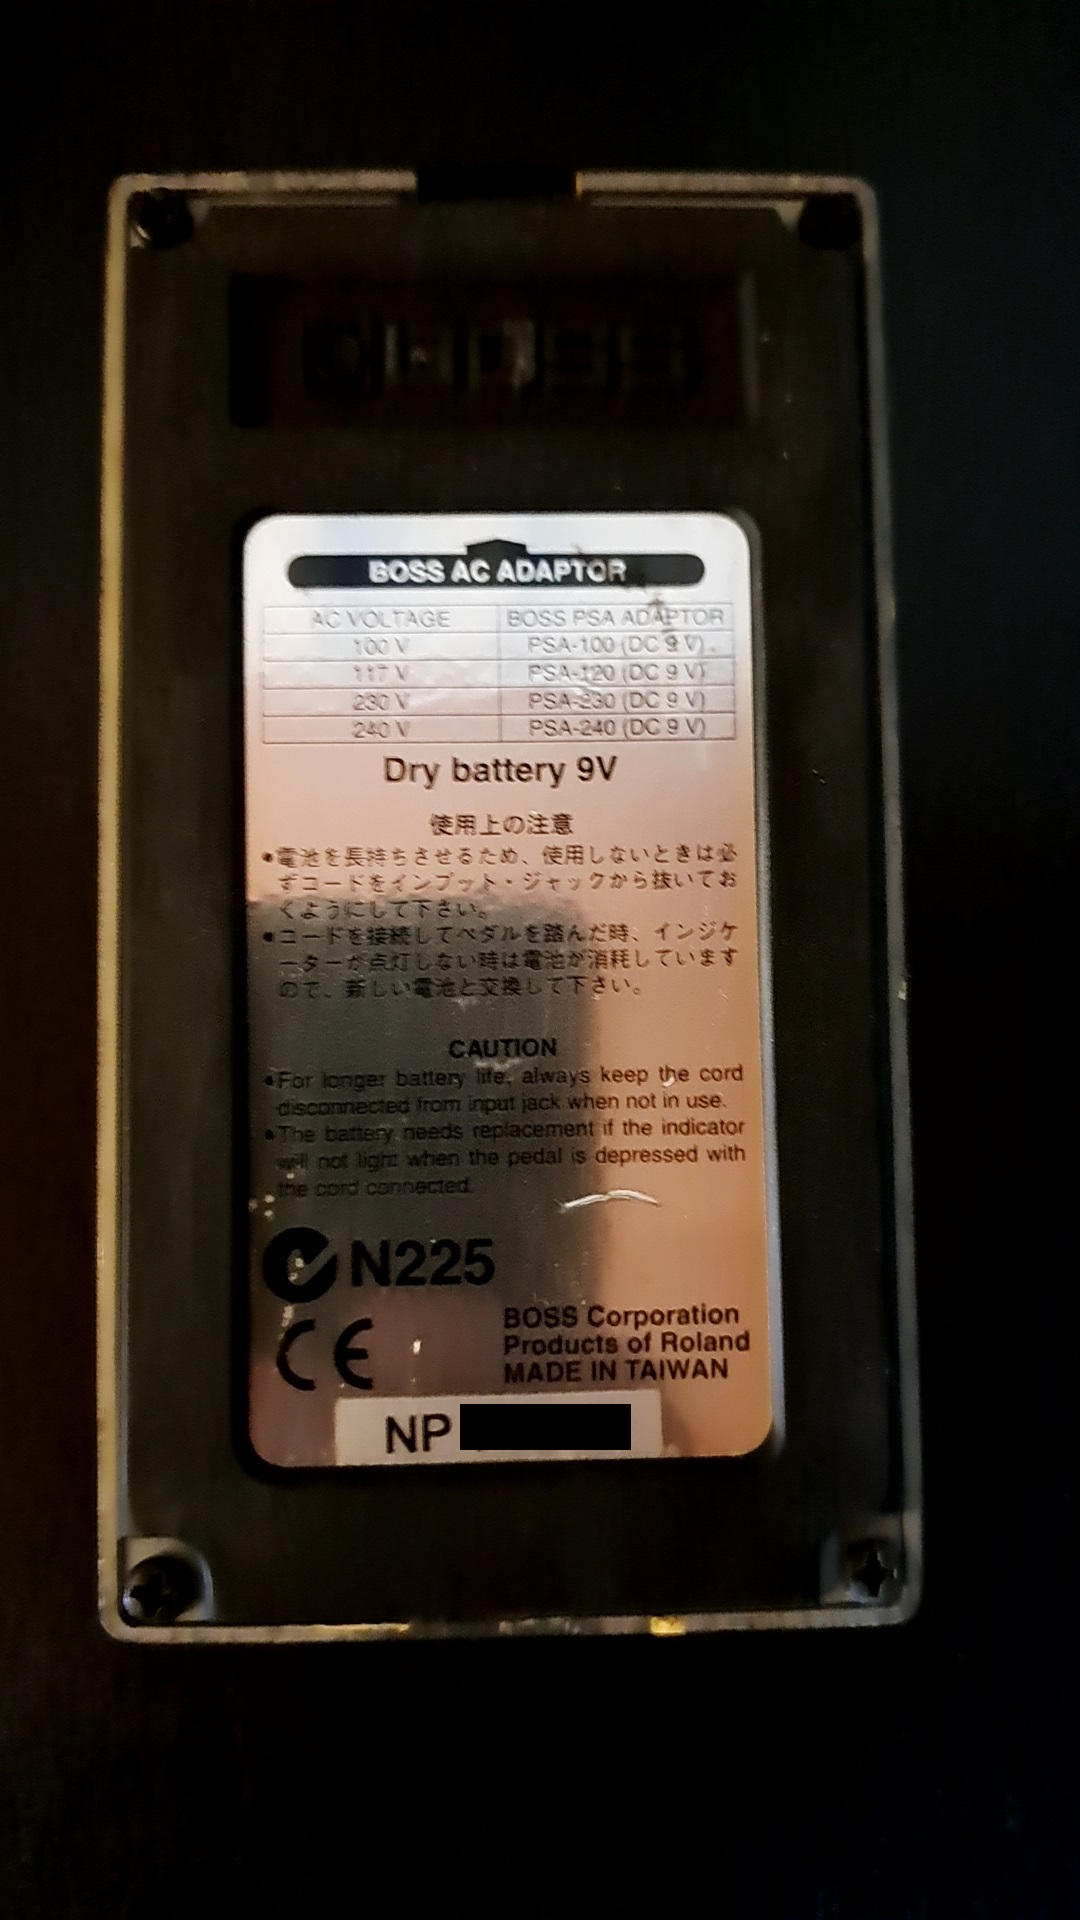 BOSS
BOSS AC ADAPTOR
AC VOLTAGE BOSS PSA ADAPTOR
100 V PSA-100 (DC 9 V)
117 V PSA-120 (DC 9 V)
230 V PSA-230 (DC 9 V)
240 V PSA-240 (DC 9 V)
Dry battery 9V
使用上の注意
•電池を長持ちさせるため、使用しないときは必
ずコードをインプット・ジャックから抜いてお
くようにして下さい。
•コードを接続してペダルを踏んだ時、インジケ
ーターが点灯しない時は電池が消耗しています
ので、新しい電池と交換して下さい。
CAUTION
•For longer battery life, always keep the cord
disconnected from input jack when not in use.
•The battery needs replacement if the indicator
will not light when the pedal is depressed with
the cord connected.
N225
CE
BOSS Corporation
Products of Roland
MADE IN TAIWAN
NP